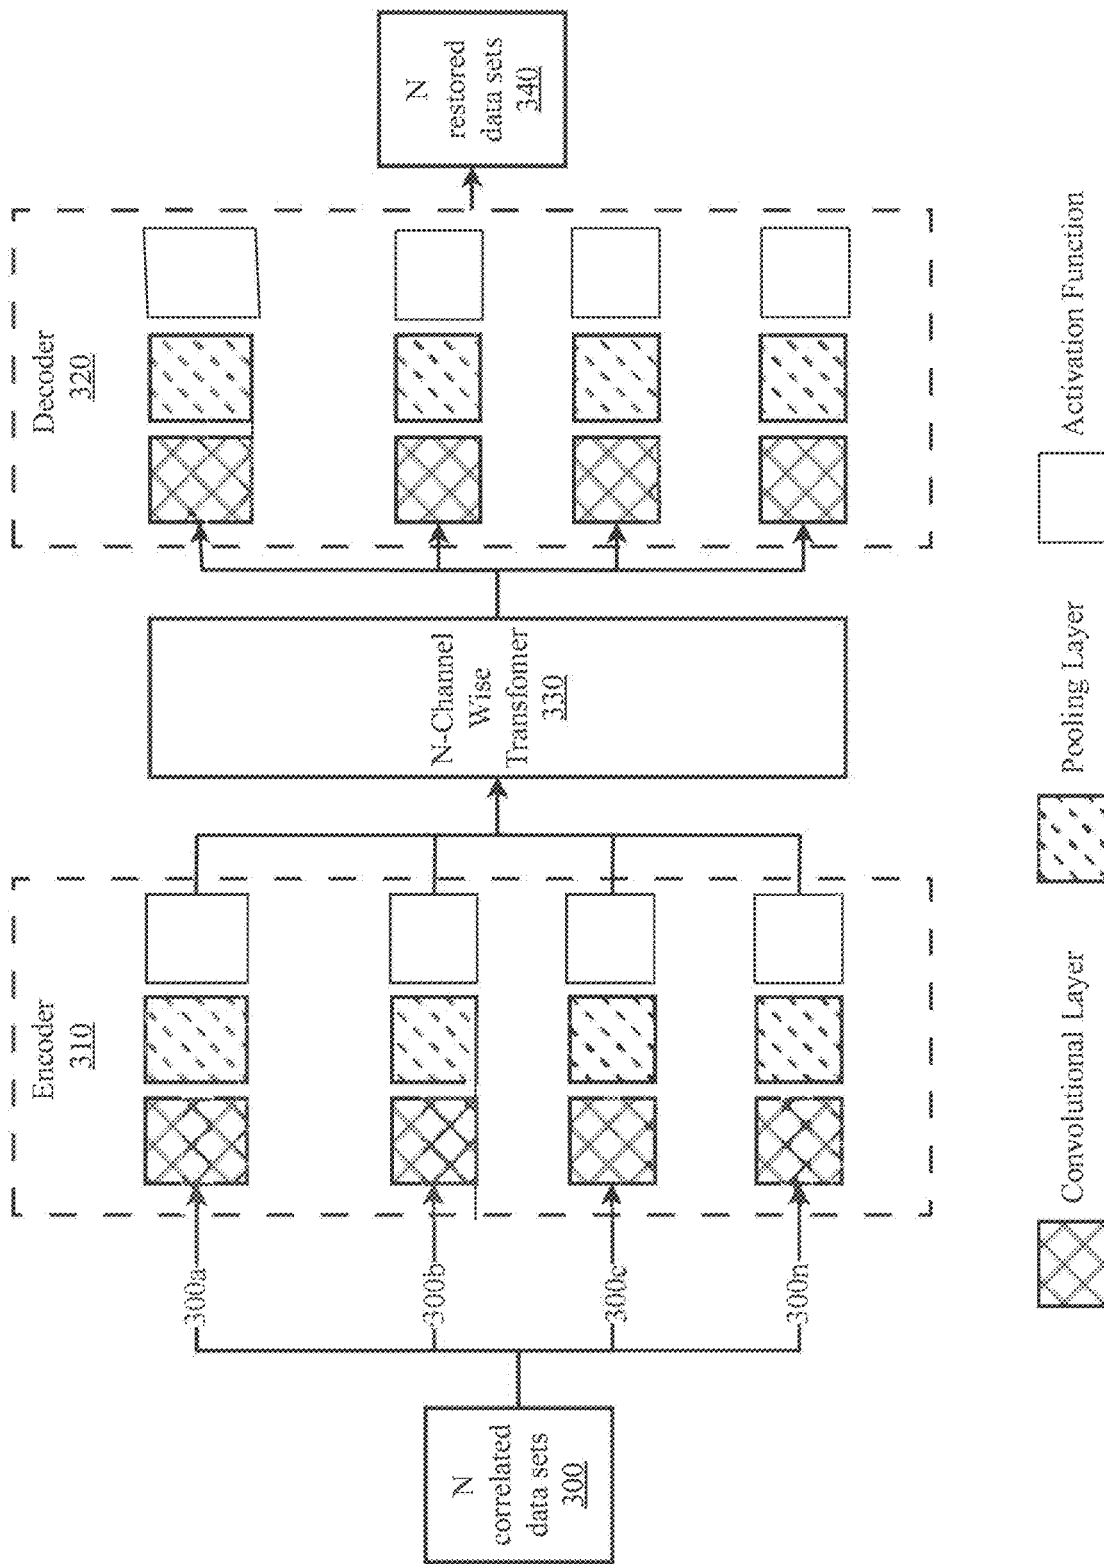 N
correlated
data sets
300
300a
300b
300c
300n
Encoder
310
N-Channel
Wise
Transfomer
330
Decoder
320
N
restored
data sets
340
Convolutional Layer
Pooling Layer
Activation Function